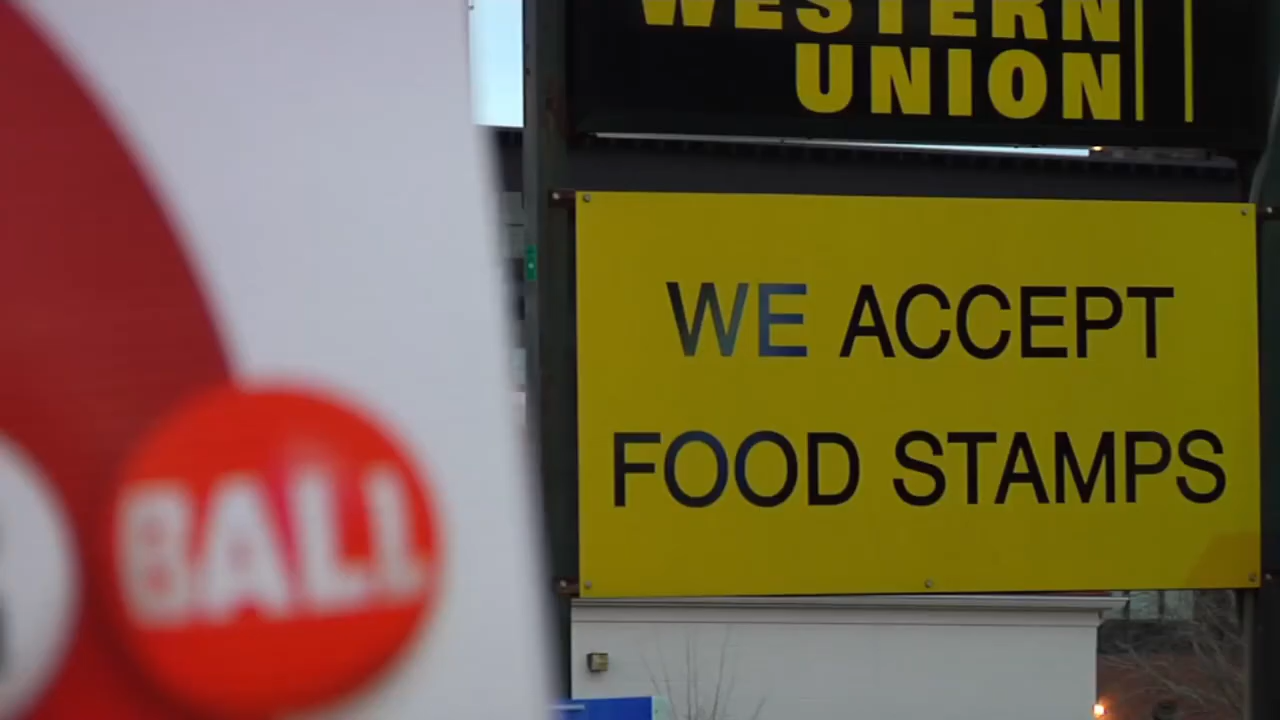 WESTERN
UNION
WE ACCEPT
FOOD STAMPS
BALL